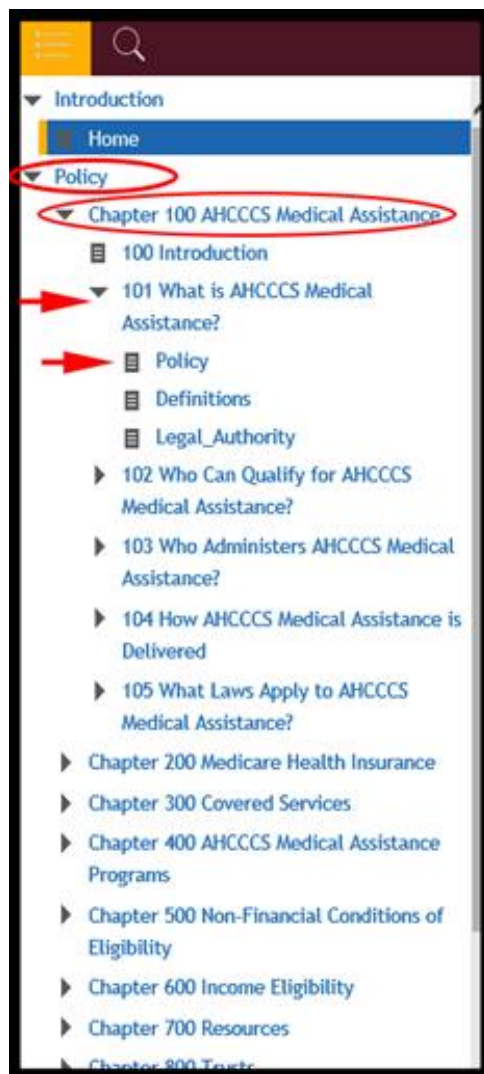 Introduction
Home
Policy
Chapter 100 AHCCCS Medical Assistance
100 Introduction
101 What is AHCCCS Medical
Assistance?
Policy
Definitions
Legal_Authority
102 Who Can Qualify for AHCCCS
Medical Assistance?
103 Who Administers AHCCCS Medical
Assistance?
104 How AHCCCS Medical Assistance is
Delivered
105 What Laws Apply to AHCCCS
Medical Assistance?
Chapter 200 Medicare Health Insurance
Chapter 300 Covered Services
Chapter 400 AHCCCS Medical Assistance
Programs
Chapter 500 Non-Financial Conditions of
Eligibility
Chapter 600 Income Eligibility
Chapter 700 Resources
Chapter 800 Trusts